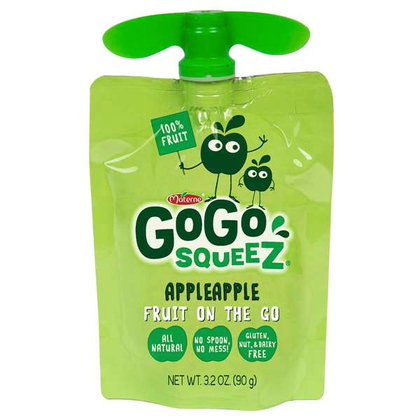 100%
FRUIT
Materne
GOGO
SQUEEZ®
APPLEAPPLE
FRUIT ON THE GO
ALL
NATURAL
NO SPOON,
NO MESS!
GLUTEN,
NUT, & DAIRY
FREE
NET WT. 3.2 OZ. (90g)